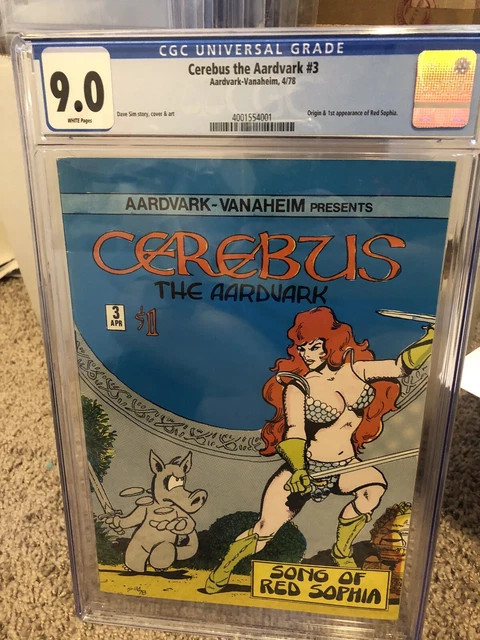 CGC UNIVERSAL GRADE
9.0
WHITE Pages
Cerebus the Aardvark #3
Aardvark-Vanaheim, 4/78
Dave Sim story, cover & art
4001554001
Origin & 1st appearance of Red Sophia.
AARDVARK-VANAHEIM PRESENTS
CEREBUS
THE AARDVARK
3
APR
$1
SONG OF
RED SOPHIA